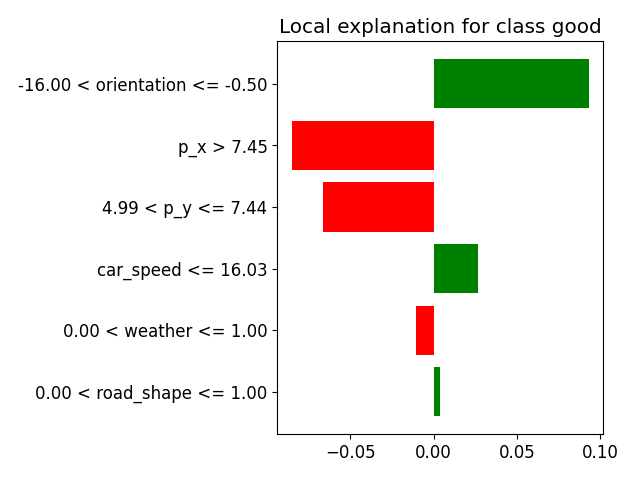 Local explanation for class good
-16.00 < orientation <= -0.50
p_x > 7.45
4.99 < p_y <= 7.44
car_speed <= 16.03
0.00 < weather <= 1.00
0.00 < road_shape <= 1.00
−0.05 0.00 0.05 0.10